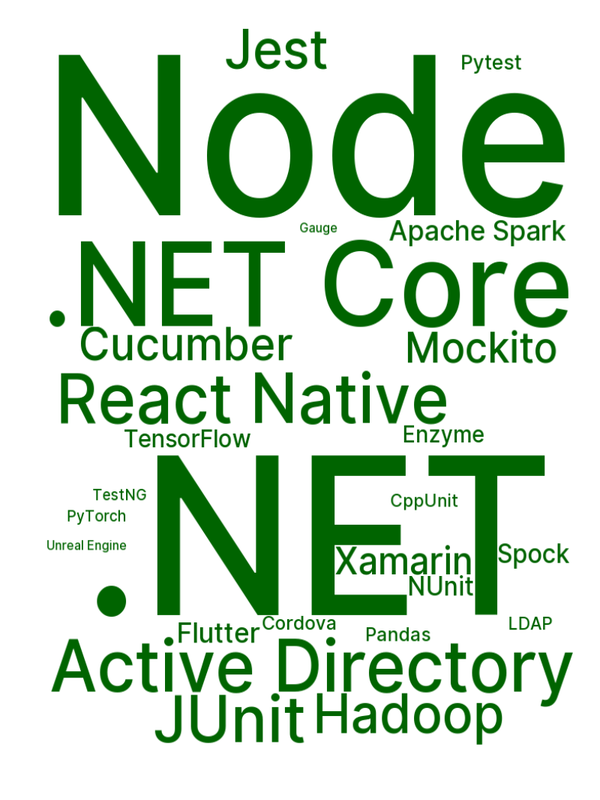 Jest
Pytest
Node
Gauge
Apache Spark
.NET Core
Cucumber
Mockito
React Native
TensorFlow
Enzyme
.NET
TestNG
CppUnit
PyTorch
Unreal Engine
Xamarin
Spock
NUnit
Flutter
Cordova
Pandas
LDAP
Active Directory
JUnit
Hadoop